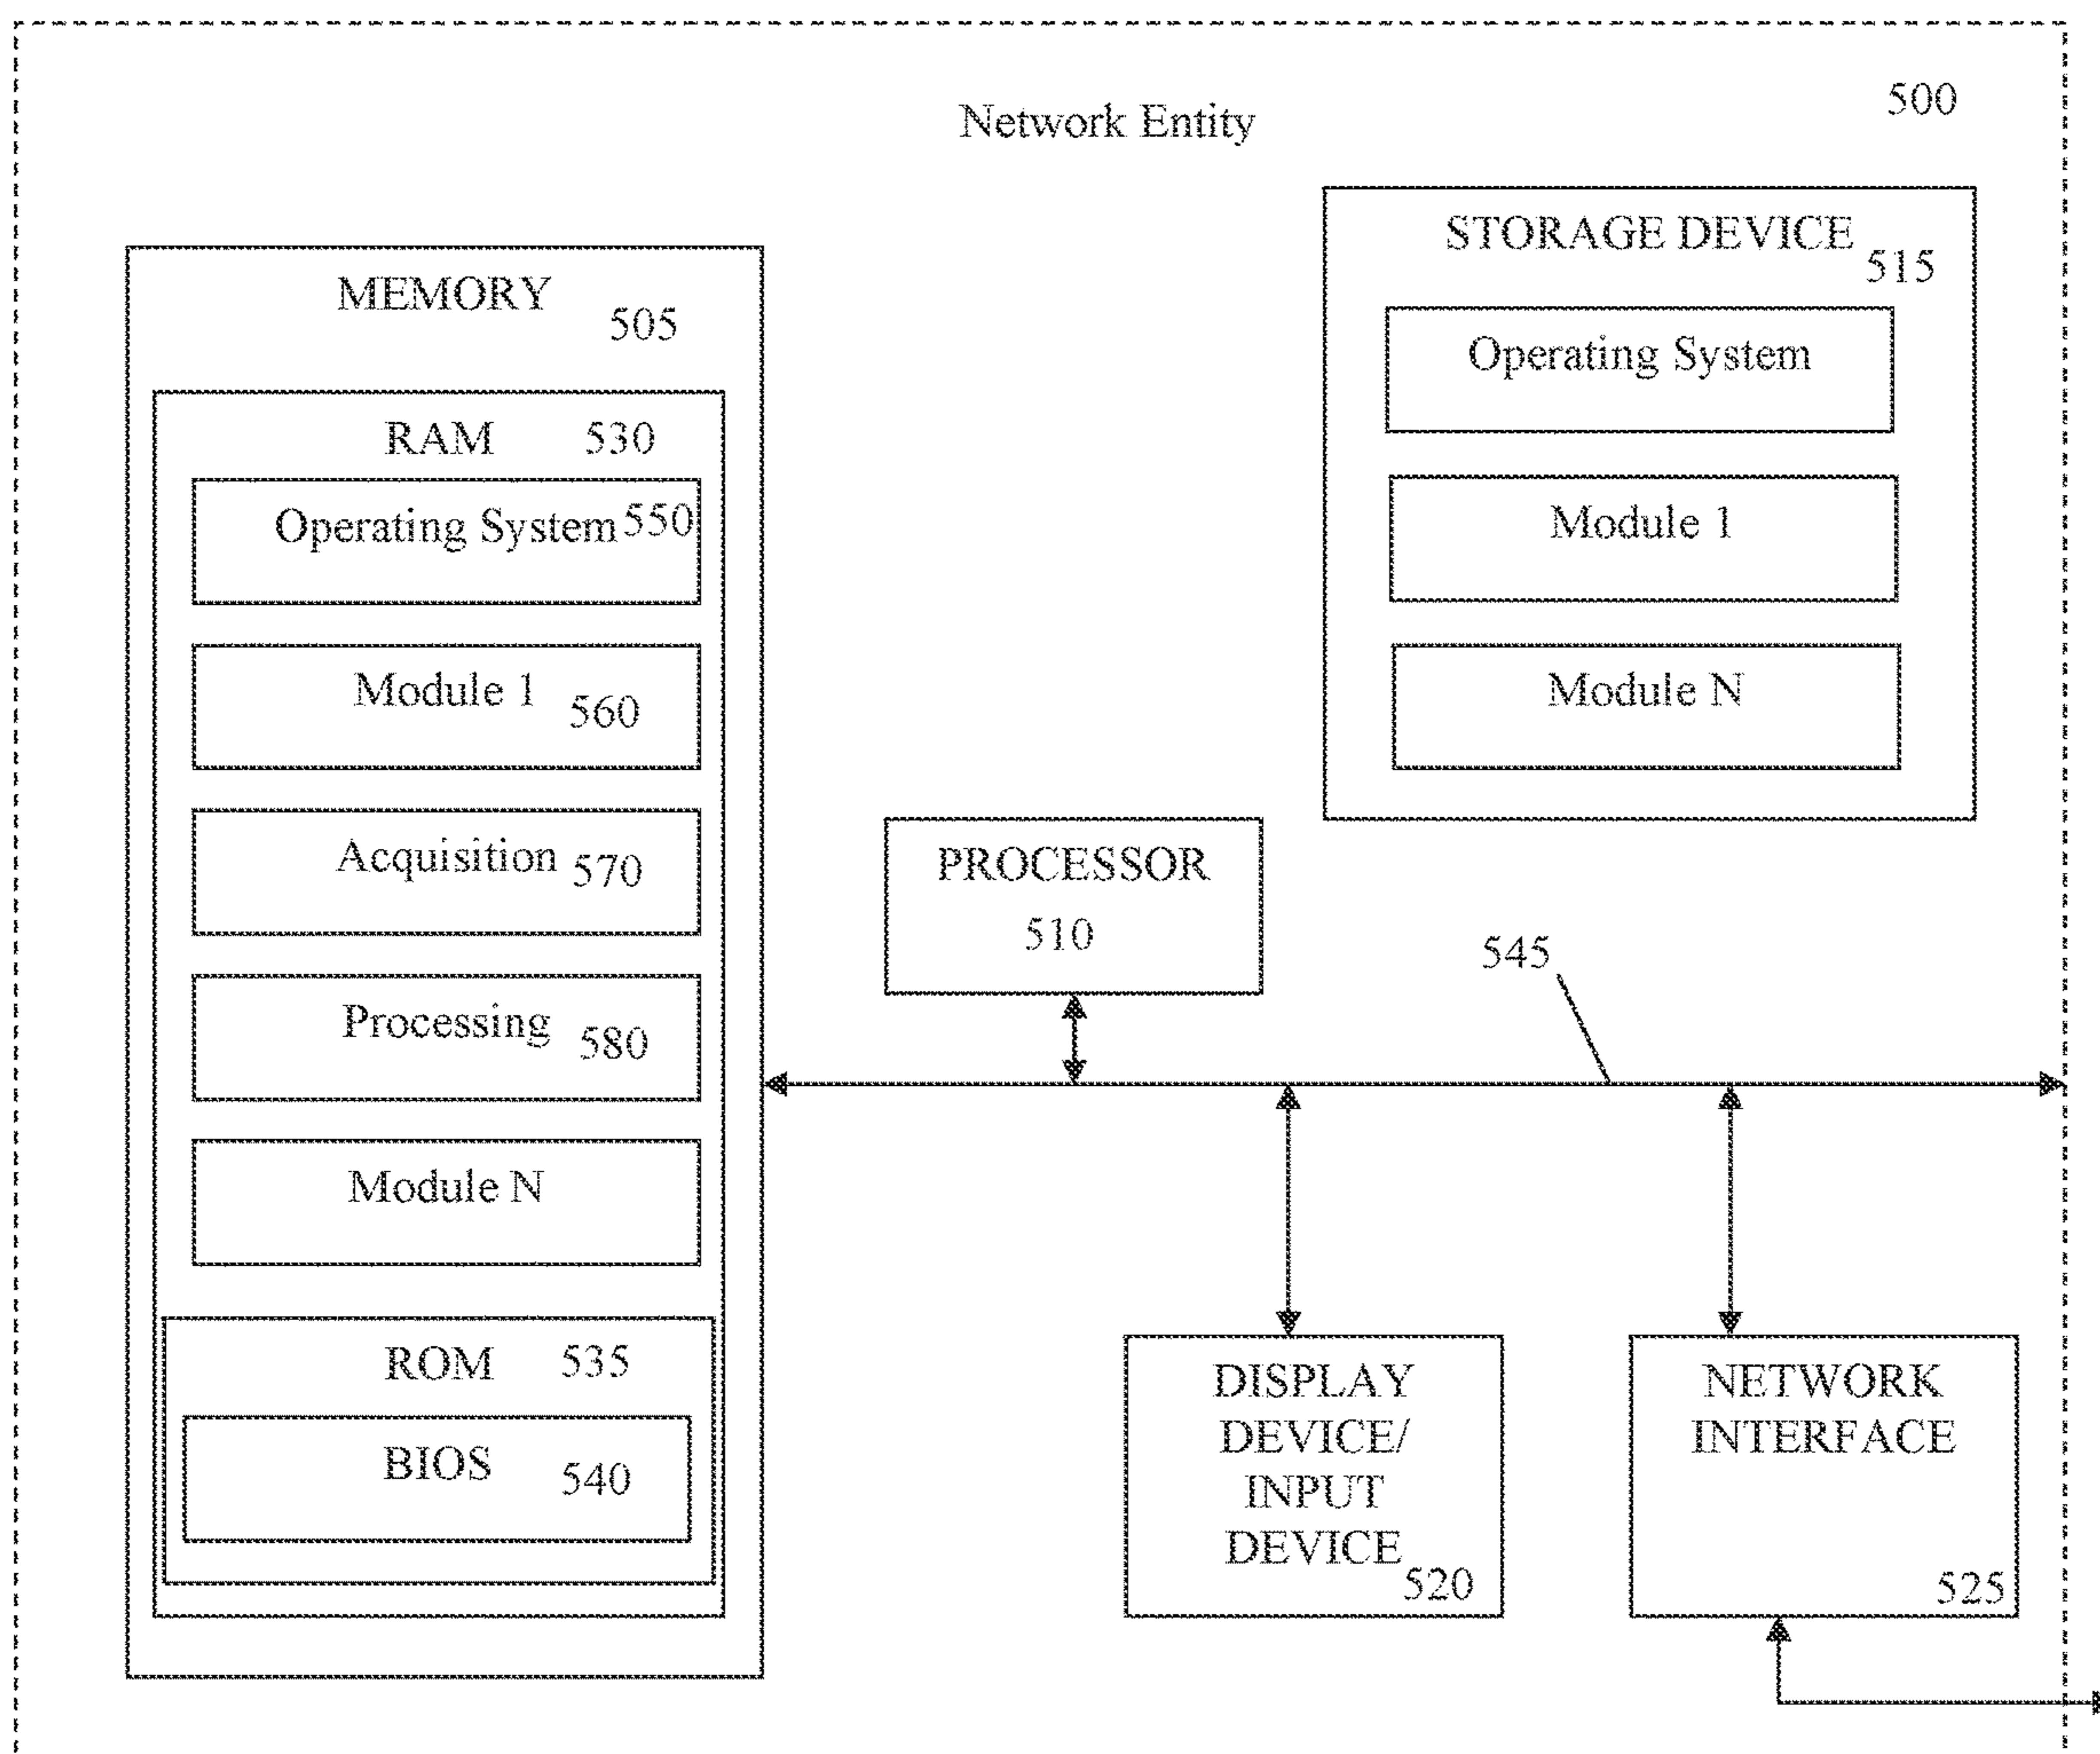 Network Entity
500
MEMORY
505
RAM 530
Operating System 550
Module 1 560
Acquisition 570
Processing 580
Module N
ROM 535
BIOS 540
STORAGE DEVICE
515
Operating System
Module 1
Module N
PROCESSOR
510
545
DISPLAY
DEVICE/
INPUT
DEVICE
520
NETWORK
INTERFACE
525